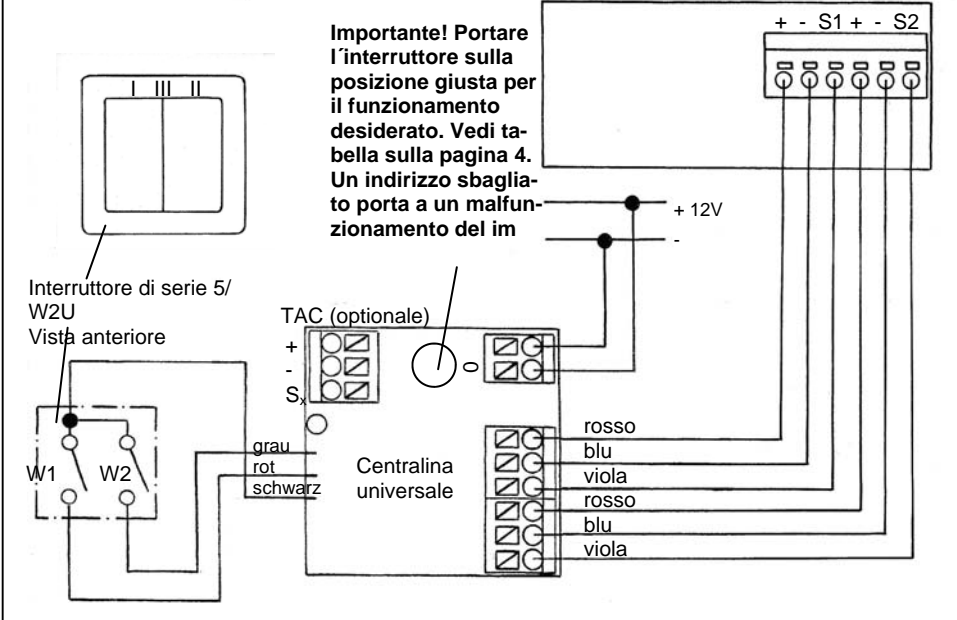 Importante! Portare
l´interruttore sulla
posizione giusta per
il funzionamento
desiderato. Vedi ta-
bella sulla pagina 4.
Un indirizzo sbaglia-
to porta a un malfun-
zionamento del im
+ - S1 + - S2
I III II
+ 12V
-
Interruttore di serie 5/
W2U
Vista anteriore
TAC (optionale)
+
-
Sx
0
W1 W2
grau
rot
schwarz
Centralina
universale
rosso
blu
viola
rosso
blu
viola